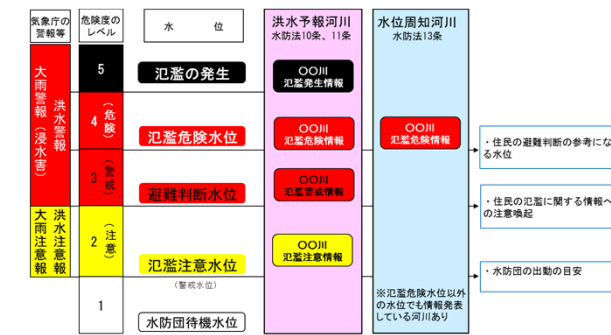 気象庁の
警報等
危険度の
レベル
水 位
洪水予報河川
水防法10条、11条
水位周知河川
水防法13条
大雨警報(浸水害)
洪水警報
大雨注意報
洪水注意報
5
氾濫の発生
〇〇川
氾濫発生情報
4
(危険)
氾濫危険水位
〇〇川
氾濫危険情報
〇〇川
氾濫危険情報
3
(警戒)
避難判断水位
〇〇川
氾濫警戒情報
2
(注意)
氾濫注意水位
(警戒水位)
〇〇川
氾濫注意情報
1
水防団待機水位
※氾濫危険水位以外
の水位でも情報発表
している河川あり
・住民の避難判断の参考にな
る水位
・住民の氾濫に関する情報へ
の注意喚起
・水防団の出動の目安